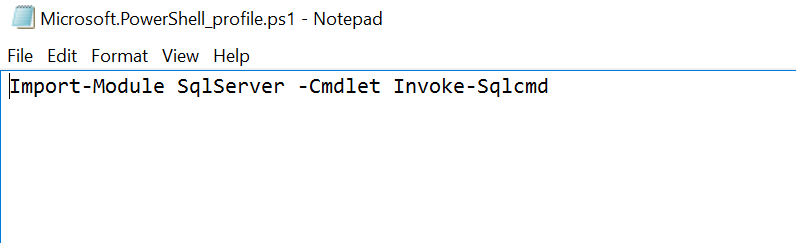 Microsoft.PowerShell_profile.ps1 - Notepad
File Edit Format View Help
Import-Module SqlServer -Cmdlet Invoke-Sqlcmd